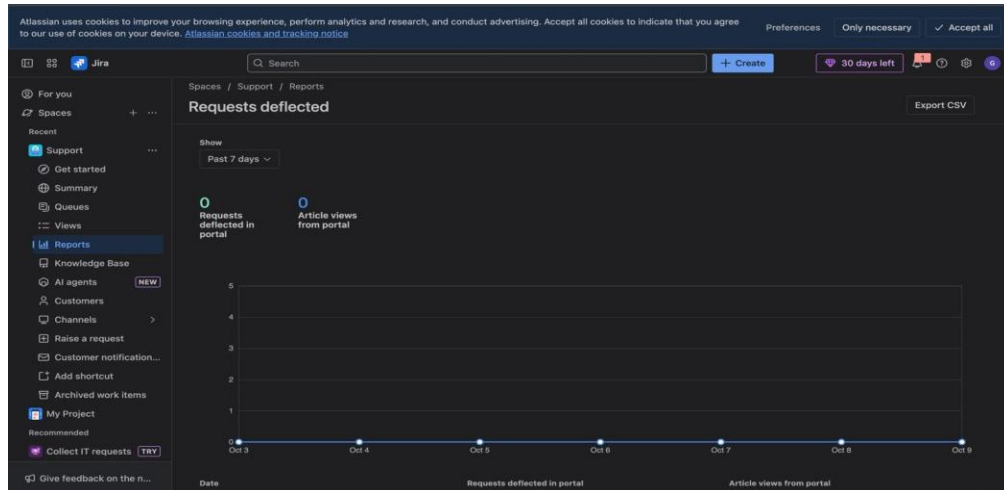 Atlassian uses cookies to improve your browsing experience, perform analytics and research, and conduct advertising. Accept all cookies to indicate that you agree
to our use of cookies on your device. Atlassian cookies and tracking notice
Preferences
Only necessary
Accept all
Jira
Search
+ Create
30 days left
1
G
For you
Spaces
Recent
Support
Get started
Summary
Queues
Views
Reports
Knowledge Base
AI agents NEW
Customers
Channels
Raise a request
Customer notification...
Add shortcut
Archived work items
My Project
Recommended
Collect IT requests TRY
Give feedback on the n...
Spaces / Support / Reports
Requests deflected
Export CSV
Show
Past 7 days
0
Requests
deflected in
portal
0
Article views
from portal
5
4
3
2
1
0
Oct 3 Oct 4 Oct 5 Oct 6 Oct 7 Oct 8 Oct 9
Date Requests deflected in portal Article views from portal